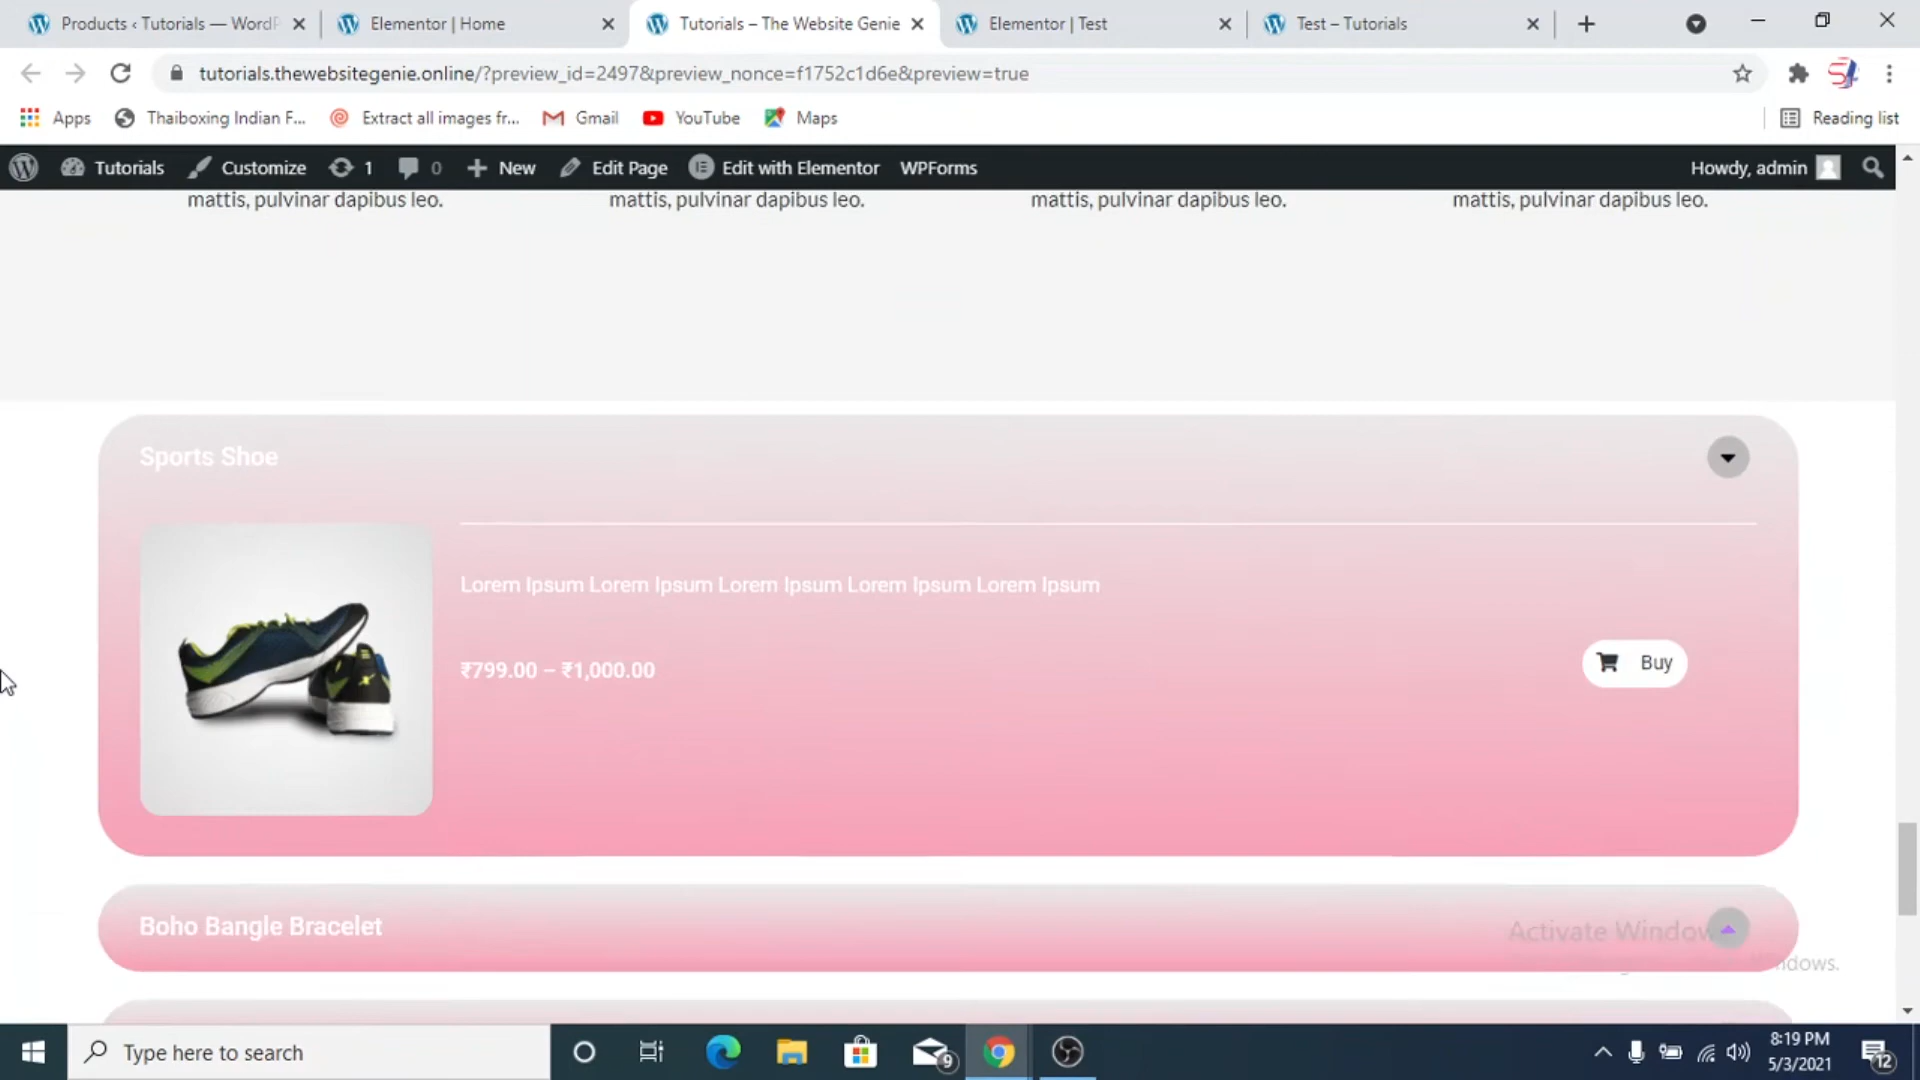 Products ‹ Tutorials — WordP
Elementor | Home
Tutorials – The Website Genie
Elementor | Test
Test – Tutorials
tutorials.thewebsitegenie.online/?preview_id=2497&preview_nonce=f1752c1d6e&preview=true
Apps
Thaiboxing Indian F...
Extract all images fr...
Gmail
YouTube
Maps
Reading list
Tutorials
Customize
1
0
New
Edit Page
Edit with Elementor
WPForms
Howdy, admin
mattis, pulvinar dapibus leo.
mattis, pulvinar dapibus leo.
mattis, pulvinar dapibus leo.
mattis, pulvinar dapibus leo.
Sports Shoe
Lorem Ipsum Lorem Ipsum Lorem Ipsum Lorem Ipsum Lorem Ipsum
₹799.00 – ₹1,000.00
Buy
Boho Bangle Bracelet
Activate Window
ndows.
Type here to search
9
8:19 PM
5/3/2021
12